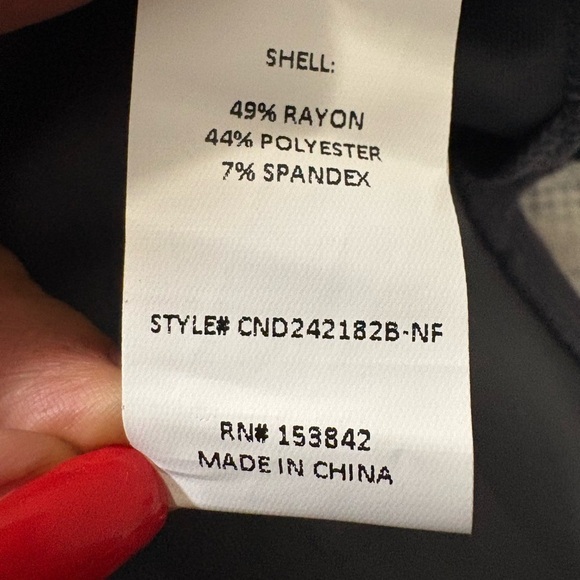 SHELL:
49% RAYON
44% POLYESTER
7% SPANDEX
STYLE# CND242182B-NF
RN# 153842
MADE IN CHINA